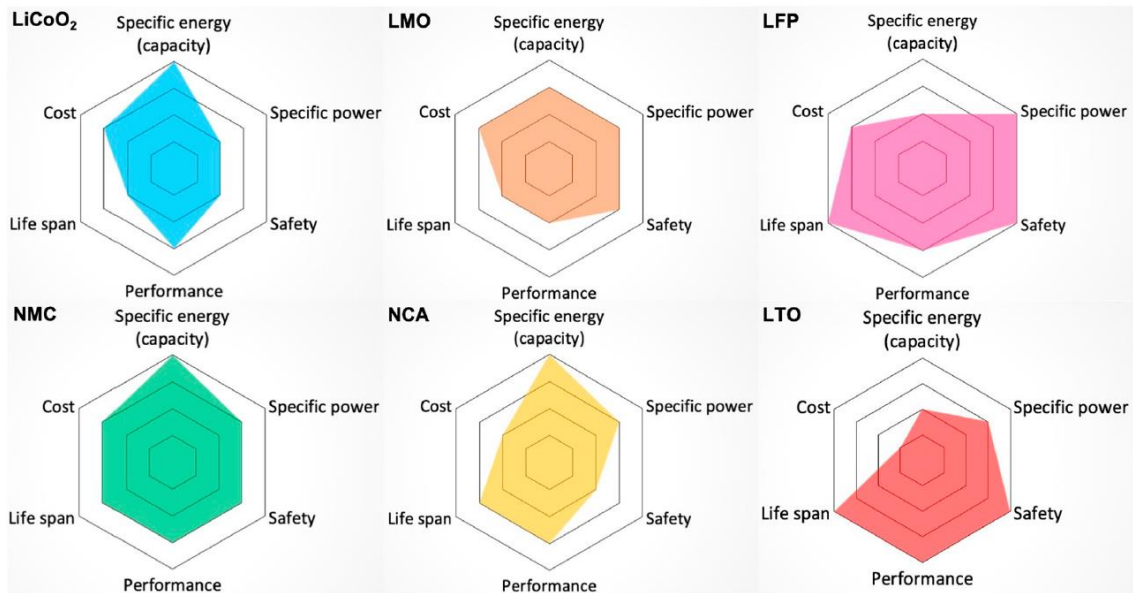 LiCoO₂
Specific energy
(capacity)
Cost
Specific power
Life span
Safety
Performance
LMO
Specific energy
(capacity)
Cost
Specific power
Life span
Safety
Performance
LFP
Specific energy
(capacity)
Cost
Specific power
Life span
Safety
Performance
NMC
Specific energy
(capacity)
Cost
Specific power
Life span
Safety
Performance
NCA
Specific energy
(capacity)
Cost
Specific power
Life span
Safety
Performance
LTO
Specific energy
(capacity)
Cost
Specific power
Life span
Safety
Performance